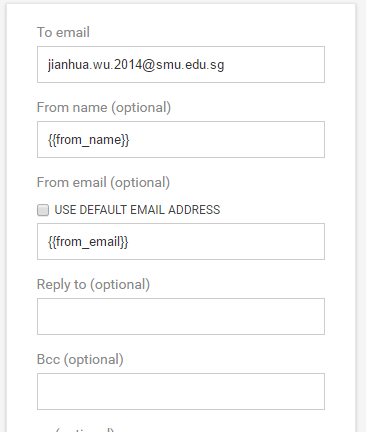 To email
jianhua.wu.2014@smu.edu.sg
From name (optional)
{{from_name}}
From email (optional)
USE DEFAULT EMAIL ADDRESS
{{from_email}}
Reply to (optional)
Bcc (optional)
(optional)